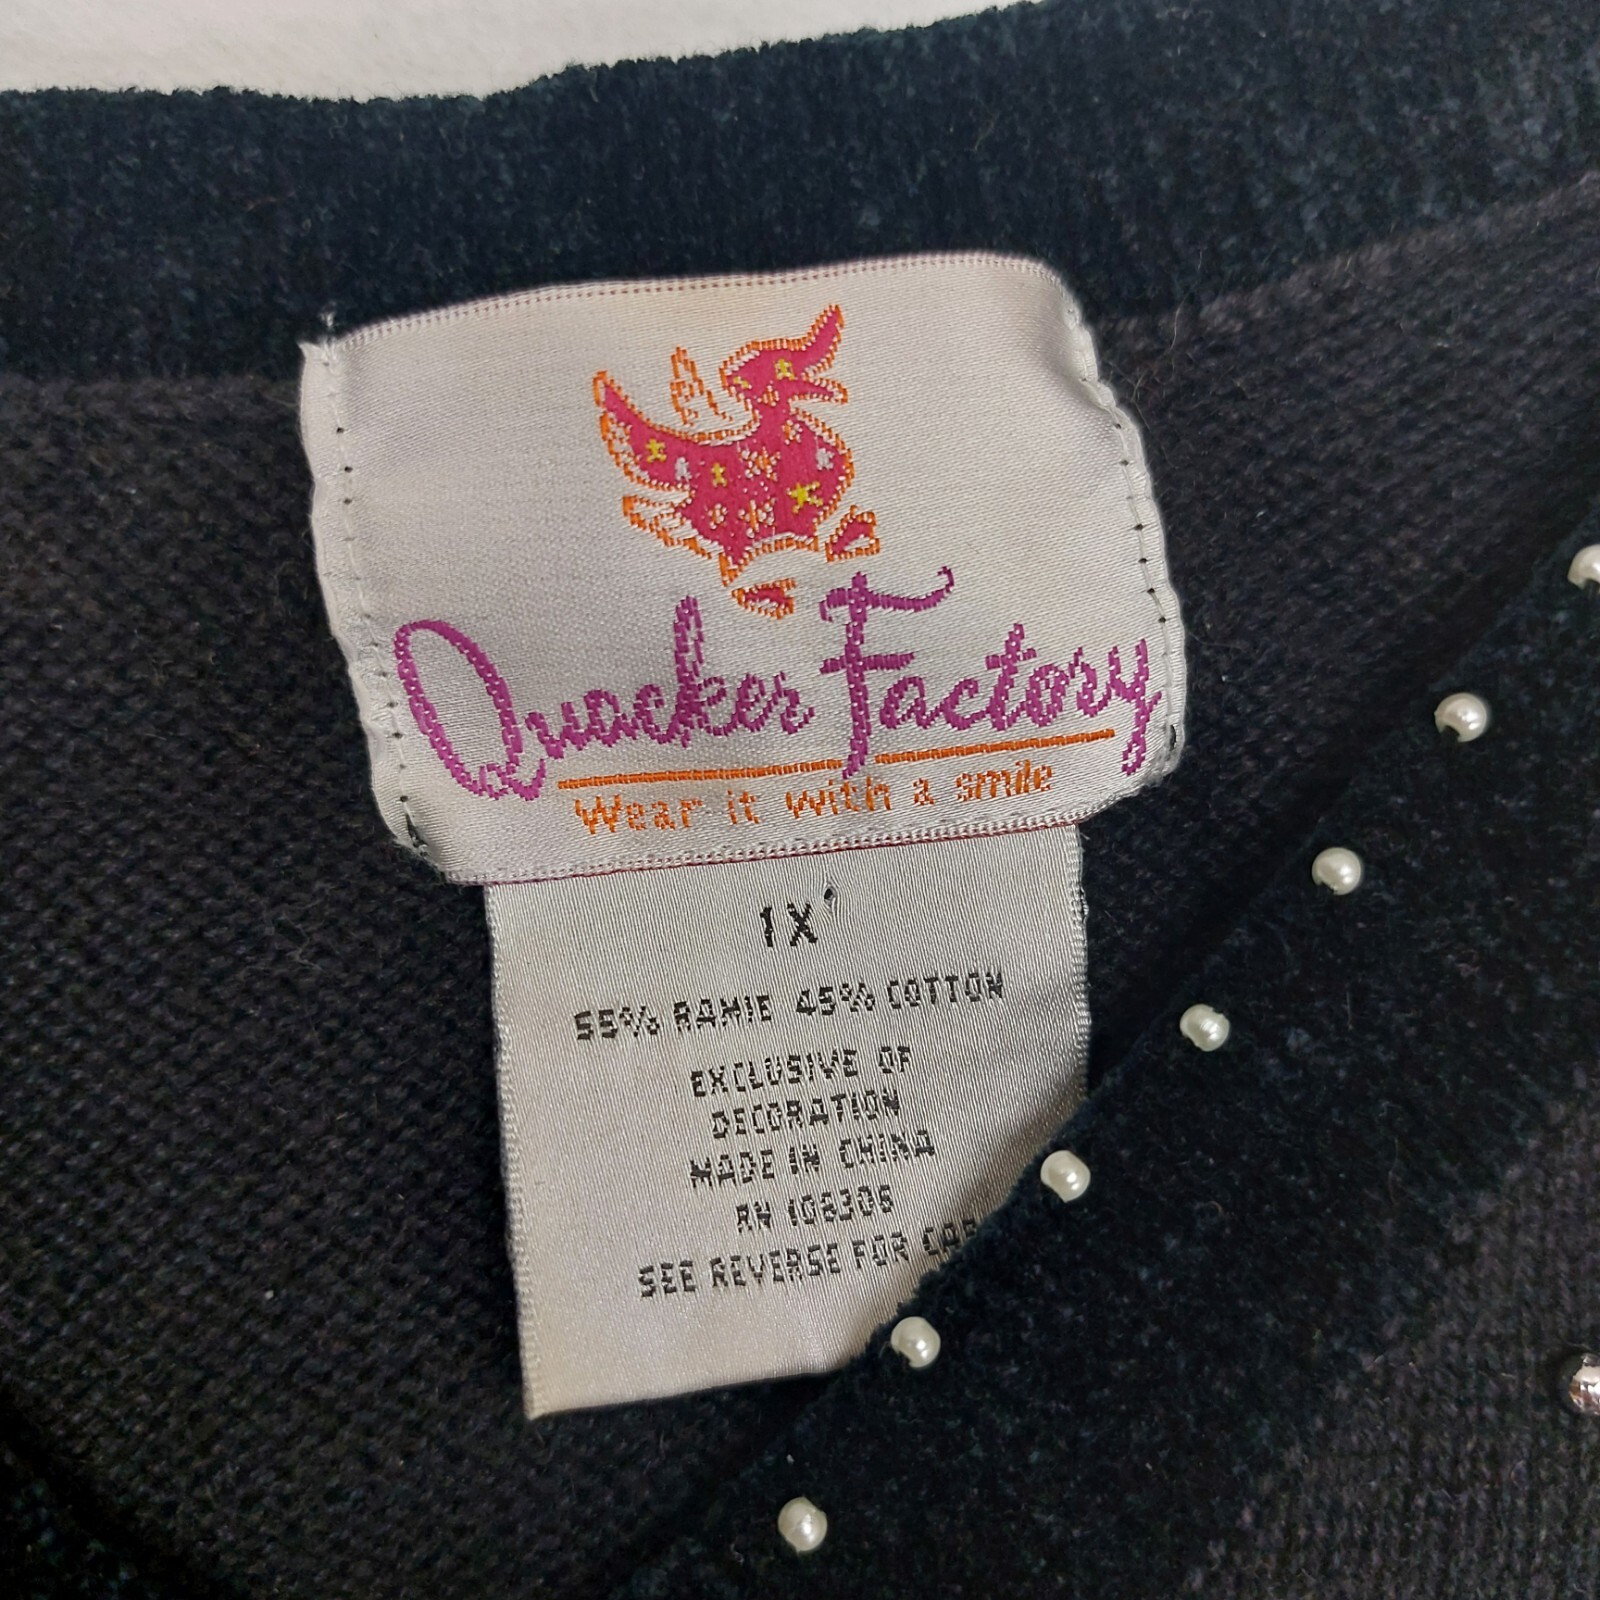 Quacker Factory
Wear it with a smile
1X
55% RAMIE 45% COTTON
EXCLUSIVE OF
DECORATION
MADE IN CHINA
RN 106306
SEE REVERSE FOR